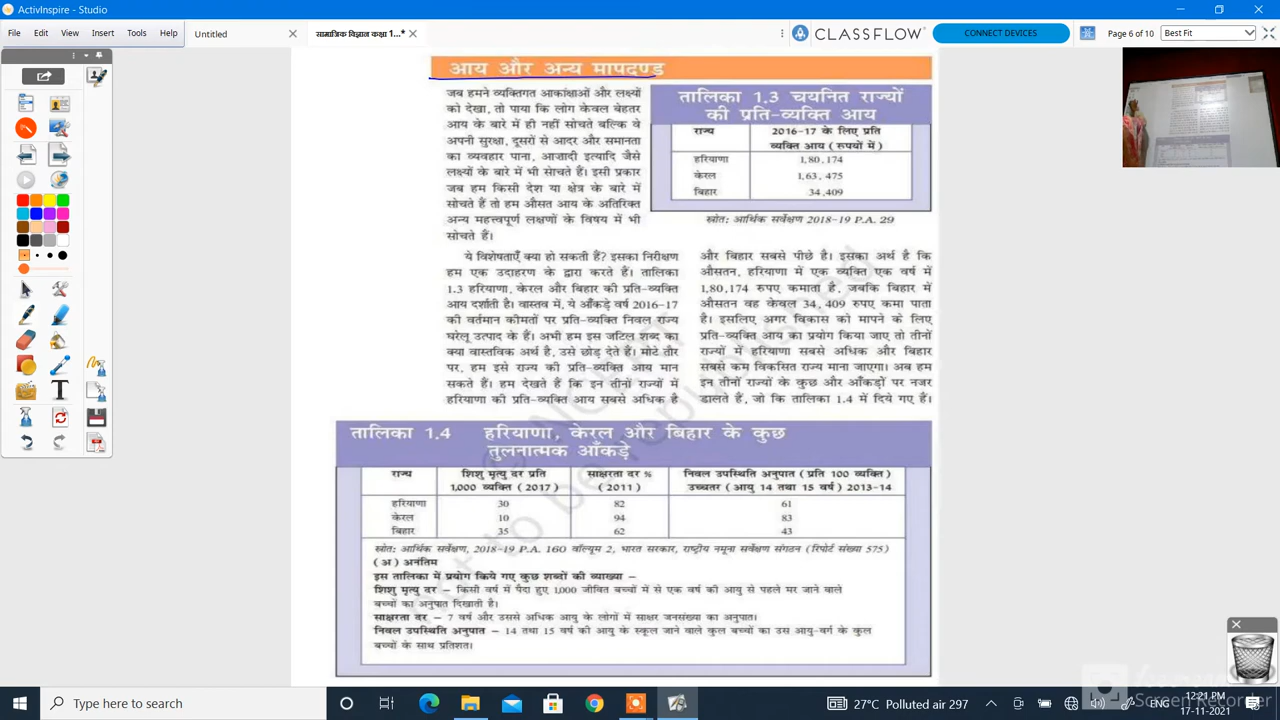 ActivInspire - Studio
File Edit View Insert Tools Help
Untitled
सामाजिक विज्ञान कक्षा 1...*
CLASSFLOW
CONNECT DEVICES
Page 6 of 10
Best Fit
आय और अन्य मापदण्ड
जब हमने व्यक्तिगत आकांक्षाओं और लक्ष्यों
को देखा, तो पाया कि लोग केवल बेहतर
आय के बारे में ही नहीं सोचते बल्कि वे
अपनी सुरक्षा, दूसरों से आदर और समानता
का व्यवहार पाना, आज़ादी इत्यादि जैसे
लक्ष्यों के बारे में भी सोचते हैं। इसी प्रकार
जब हम किसी देश या क्षेत्र के बारे में
सोचते हैं तो हम औसत आय के अतिरिक्त
अन्य महत्त्वपूर्ण लक्षणों के विषय में भी
सोचते हैं।
तालिका 1.3 चयनित राज्यों
की प्रति-व्यक्ति आय
राज्य 2016-17 के लिए प्रति
व्यक्ति आय (रुपयों में)
हरियाणा 1,80,174
केरल 1,63, 475
बिहार 34,409
स्रोत: आर्थिक सर्वेक्षण 2018-19 P.A. 29
ये विशेषताएँ क्या हो सकती हैं? इसका निरीक्षण
हम एक उदाहरण के द्वारा करते हैं। तालिका
1.3 हरियाणा, केरल और बिहार की प्रति-व्यक्ति
आय दर्शाती है। वास्तव में, ये आँकड़े वर्ष 2016-17
की वर्तमान कीमतों पर प्रति-व्यक्ति निवल राज्य
घरेलू उत्पाद के हैं। अभी हम इस जटिल शब्द का
क्या वास्तविक अर्थ है, उसे छोड़ देते हैं। मोटे तौर
पर, हम इसे राज्य की प्रति-व्यक्ति आय मान
सकते हैं। हम देखते हैं कि इन तीनों राज्यों में
हरियाणा की प्रति-व्यक्ति आय सबसे अधिक है
और बिहार सबसे पीछे है। इसका अर्थ है कि
औसतन, हरियाणा में एक व्यक्ति एक वर्ष में
1,80,174 रुपए कमाता है, जबकि बिहार में
औसतन वह केवल 34, 409 रुपए कमा पाता
है। इसलिए अगर विकास को मापने के लिए
प्रति-व्यक्ति आय का प्रयोग किया जाए तो तीनों
राज्यों में हरियाणा सबसे अधिक और बिहार
सबसे कम विकसित राज्य माना जाएगा। अब हम
इन तीनों राज्यों के कुछ और आँकड़ों पर नजर
डालते हैं, जो कि तालिका 1.4 में दिये गए हैं।
तालिका 1.4 हरियाणा, केरल और बिहार के कुछ
तुलनात्मक आँकड़े
राज्य शिशु मृत्यु दर प्रति साक्षरता दर % निवल उपस्थिति अनुपात (प्रति 100 व्यक्ति)
1,000 व्यक्ति (2017) (2011) उच्चतर (आयु 14 तथा 15 वर्ष) 2013-14
हरियाणा 30 82 61
केरल 10 94 83
बिहार 35 62 43
स्रोत: आर्थिक सर्वेक्षण, 2018-19 P.A. 160 वॉल्यूम 2, भारत सरकार, राष्ट्रीय नमूना सर्वेक्षण संगठन (रिपोर्ट संख्या 575)
(अ) अनंतिम
इस तालिका में प्रयोग किये गए कुछ शब्दों की व्याख्या –
शिशु मृत्यु दर – किसी वर्ष में पैदा हुए 1,000 जीवित बच्चों में से एक वर्ष की आयु से पहले मर जाने वाले
बच्चों का अनुपात दिखाती है।
साक्षरता दर – 7 वर्ष और उससे अधिक आयु के लोगों में साक्षर जनसंख्या का अनुपात।
निवल उपस्थिति अनुपात – 14 तथा 15 वर्ष की आयु के स्कूल जाने वाले कुल बच्चों का उस आयु-वर्ग के कुल
बच्चों के साथ प्रतिशत।
Screen Recorder
Type here to search
27°C Polluted air 297
12:21 PM
17-11-2021